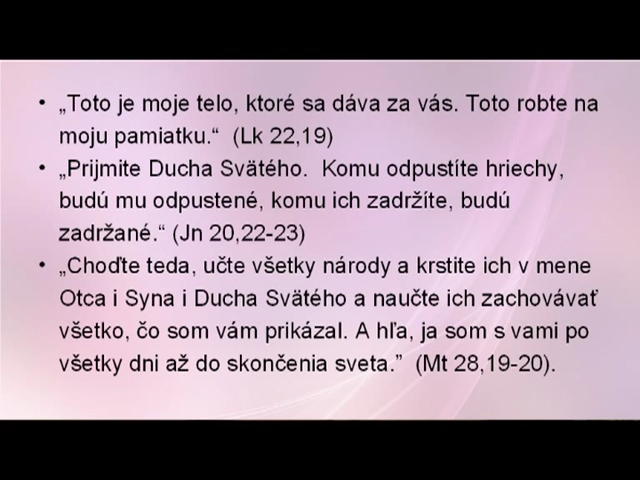 • „Toto je moje telo, ktoré sa dáva za vás. Toto robte na
moju pamiatku.“  (Lk 22,19)
• „Prijmite Ducha Svätého.  Komu odpustíte hriechy,
budú mu odpustené, komu ich zadržíte, budú
zadržané.“ (Jn 20,22-23)
• „Choďte teda, učte všetky národy a krstite ich v mene
Otca i Syna i Ducha Svätého a naučte ich zachovávať
všetko, čo som vám prikázal. A hľa, ja som s vami po
všetky dni až do skončenia sveta.”  (Mt 28,19-20).